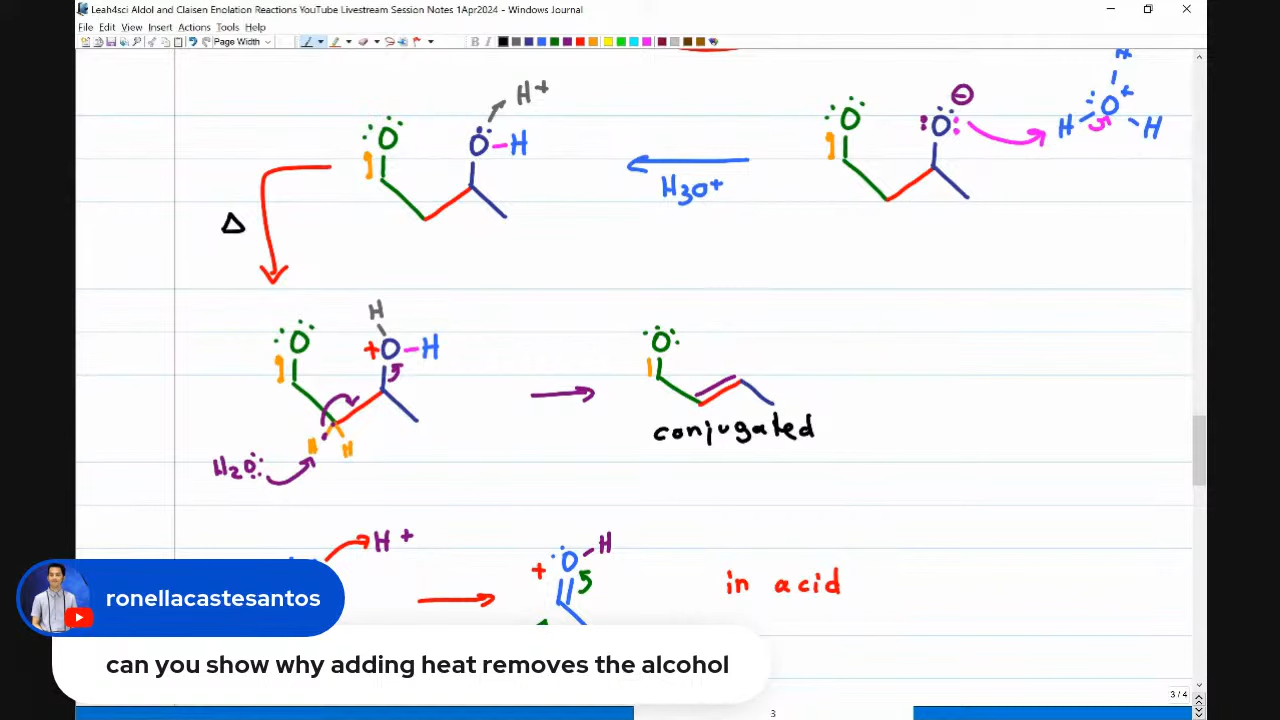 Leah4sci Aldol and Claisen Enolation Reactions YouTube Livestream Session Notes 1Apr2024 - Windows Journal
File Edit View Insert Actions Tools Help
Page Width
B I
H
H+
O
O H
O
O
H O+ H
H3O+
Δ
H
O
+O H
O
H H
H2O
conjugated
H+
+ O H
in acid
ronellacastesantos
can you show why adding heat removes the alcohol
3 / 4
3